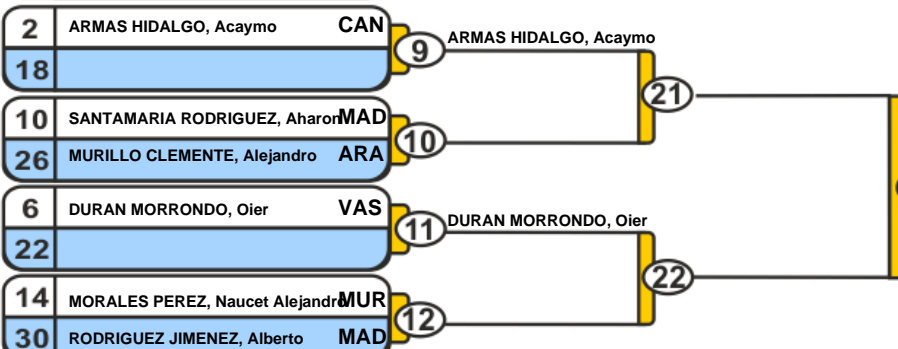 2 ARMAS HIDALGO, Acaymo CAN
18
9 ARMAS HIDALGO, Acaymo
21
10 SANTAMARIA RODRIGUEZ, Aharon MAD
26 MURILLO CLEMENTE, Alejandro ARA
10
6 DURAN MORRONDO, Oier VAS
22
11 DURAN MORRONDO, Oier
22
14 MORALES PEREZ, Naucet Alejandro MUR
30 RODRIGUEZ JIMENEZ, Alberto MAD
12